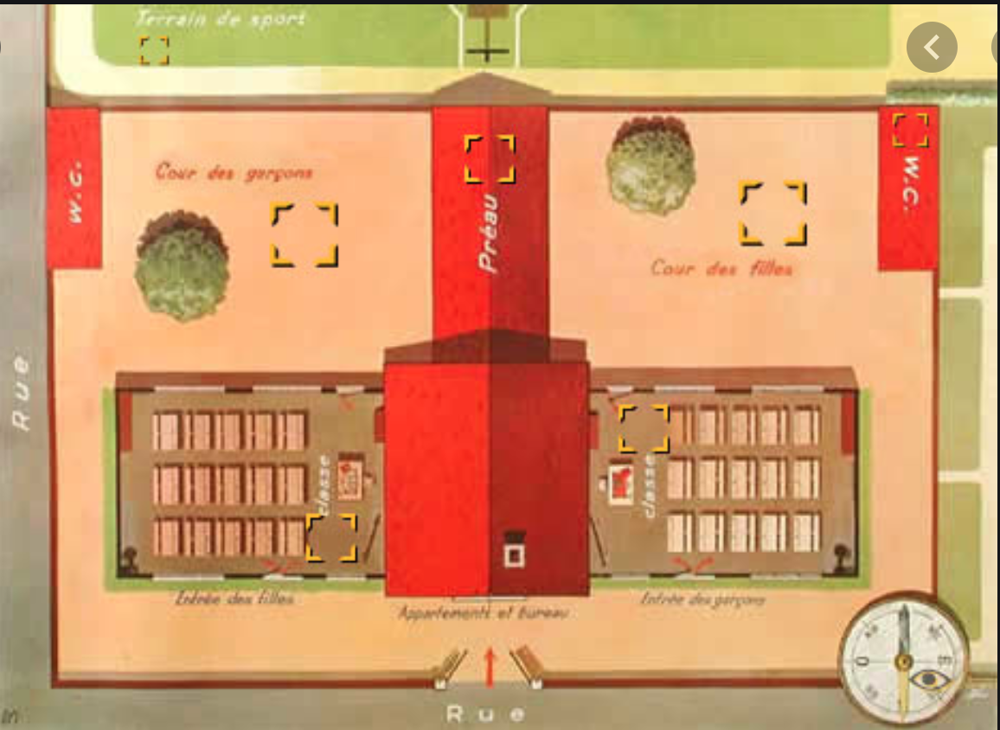 Terrain de sport
W.C.
Cour des garçons
Préau
Cour des filles
W.C.
Rue
classe
classe
Entrée des filles
Appartements et bureau
Entrée des garçons
O
E
Rue